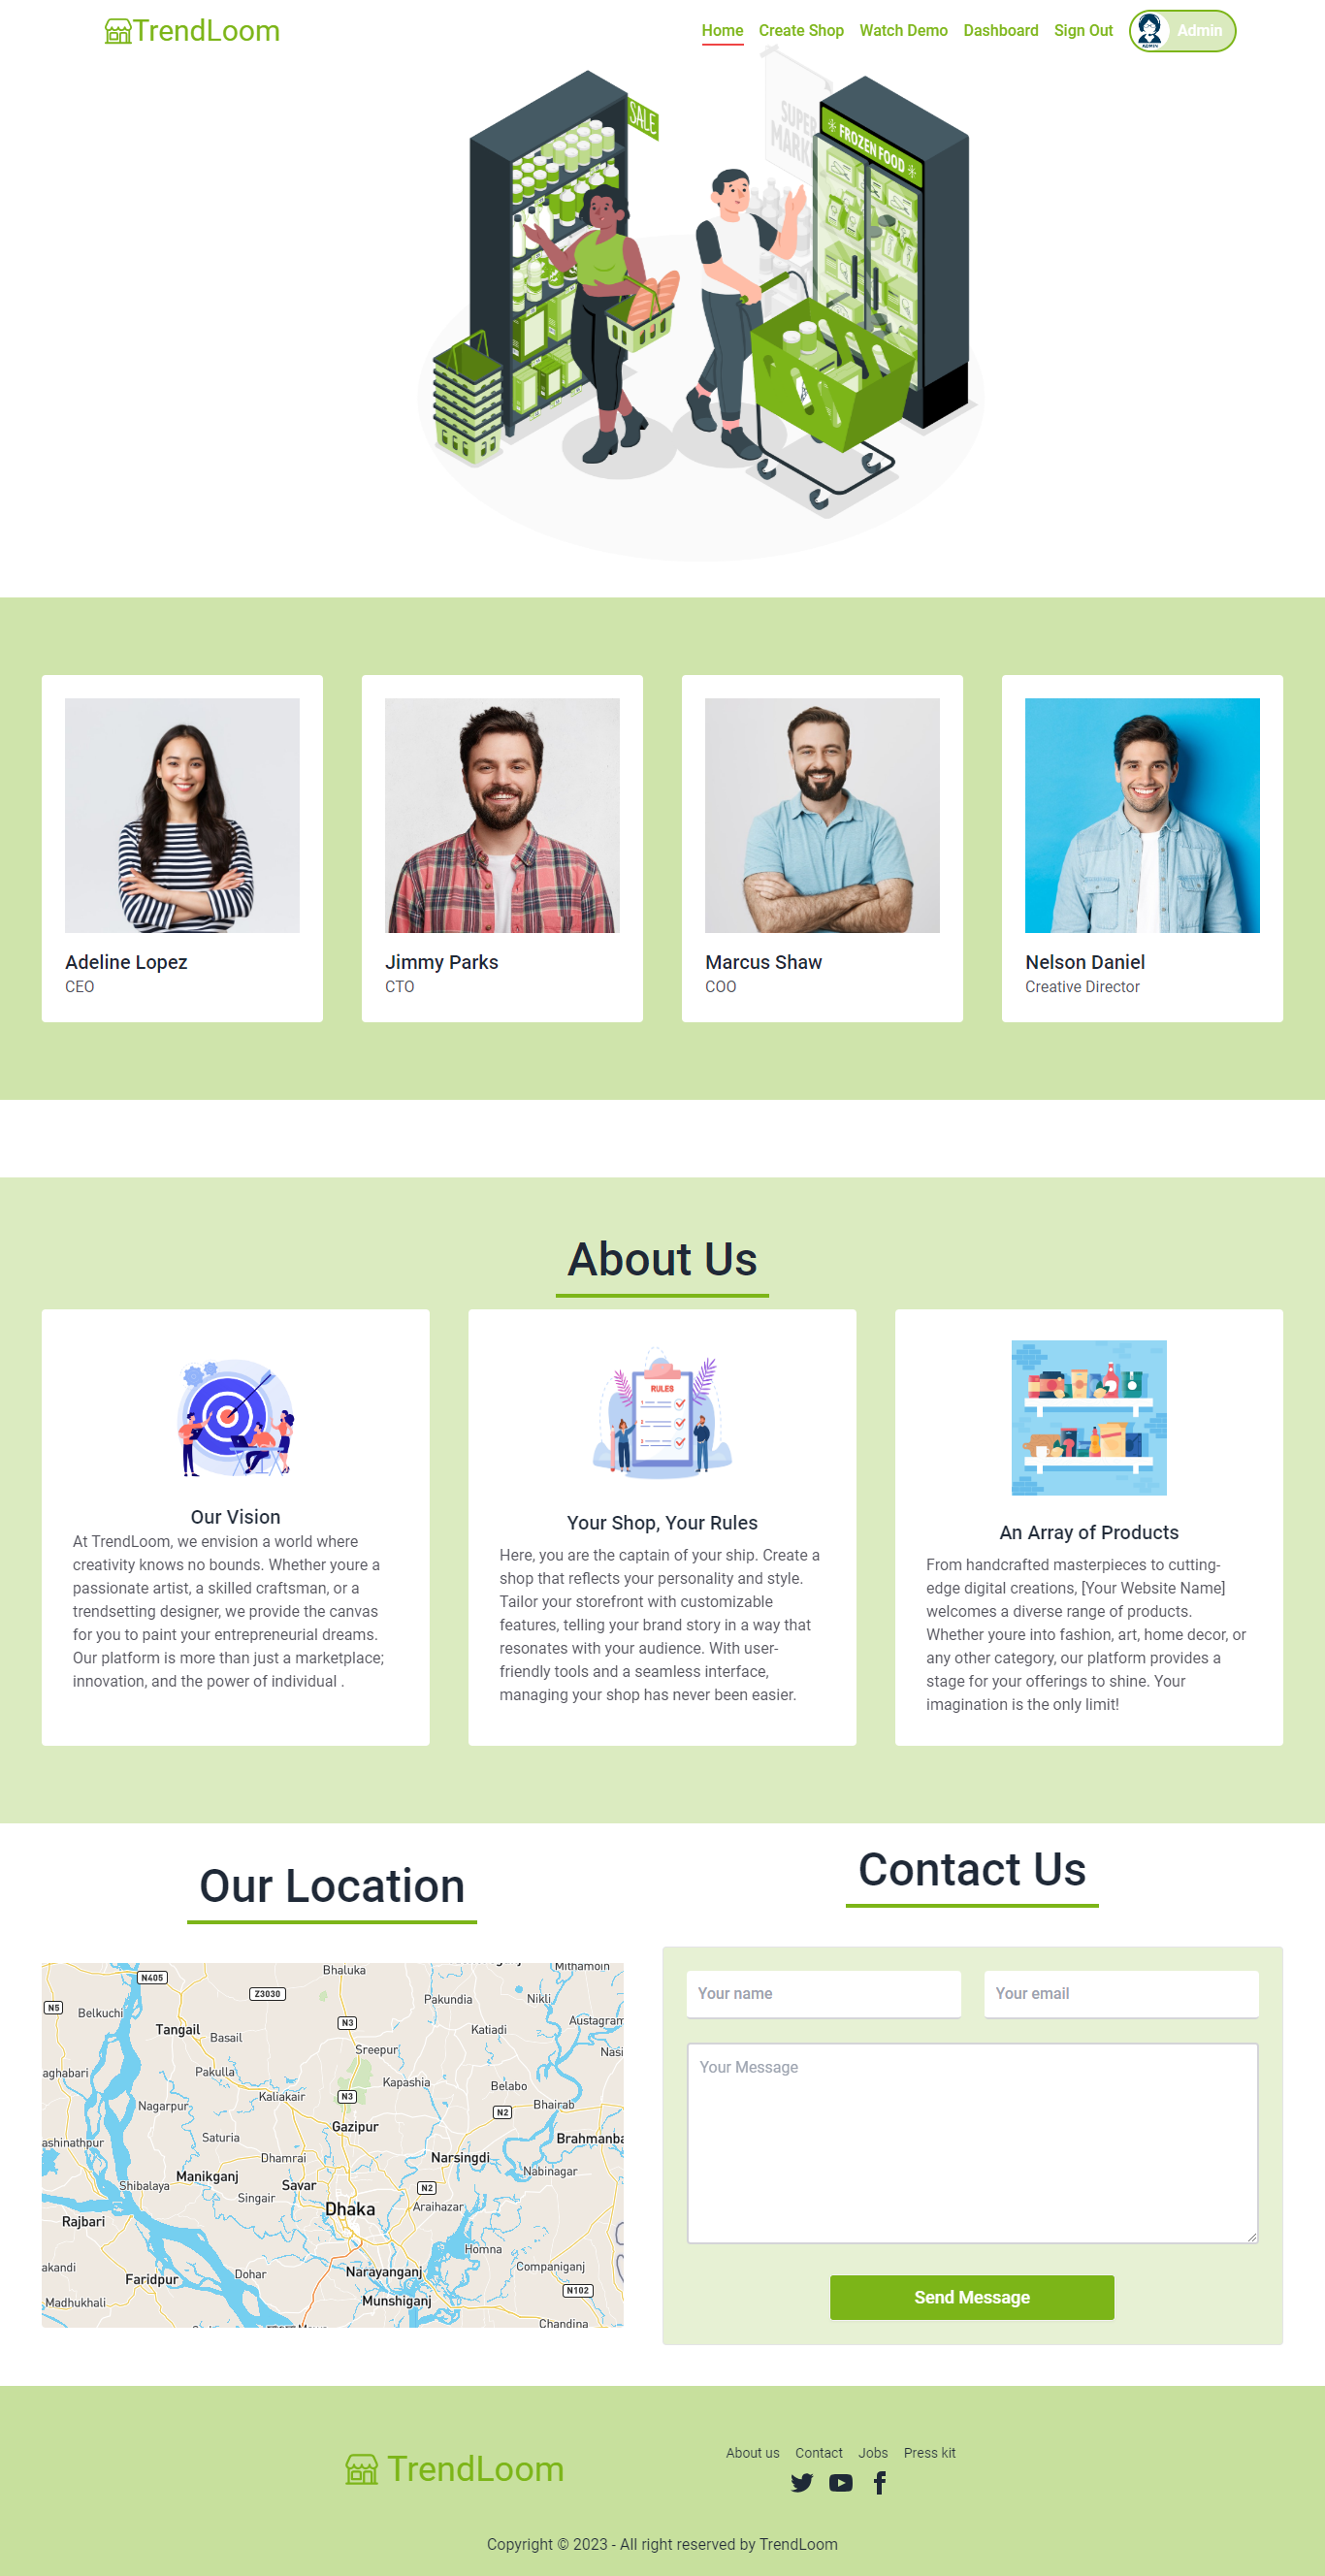 TrendLoom
Home Create Shop Watch Demo Dashboard Sign Out Admin
SALE
SUPER
MARK
FROZEN FOOD
Adeline Lopez
CEO
Jimmy Parks
CTO
Marcus Shaw
COO
Nelson Daniel
Creative Director
About Us
RULES
Our Vision
At TrendLoom, we envision a world where
creativity knows no bounds. Whether youre a
passionate artist, a skilled craftsman, or a
trendsetting designer, we provide the canvas
for you to paint your entrepreneurial dreams.
Our platform is more than just a marketplace;
innovation, and the power of individual .
Your Shop, Your Rules
Here, you are the captain of your ship. Create a
shop that reflects your personality and style.
Tailor your storefront with customizable
features, telling your brand story in a way that
resonates with your audience. With user-
friendly tools and a seamless interface,
managing your shop has never been easier.
An Array of Products
From handcrafted masterpieces to cutting-
edge digital creations, [Your Website Name]
welcomes a diverse range of products.
Whether youre into fashion, art, home decor, or
any other category, our platform provides a
stage for your offerings to shine. Your
imagination is the only limit!
Our Location
N405
Bhaluka
Mithamoin
Z3030
N5
Belkuchi
Pakundia
Nikli
Tangail
Basail
N3
Katiadi
Austagram
Sreepur
Nasi
aghabari
Pakulla
Kapashia
Belabo
Kaliakair
N3
Nagarpur
N2
Bhairab
Gazipur
ashinathpur
Saturia
Brahmanba
Dhamrai
Narsingdi
Nabinagar
Manikganj
Shibalaya
Savar
N2
Singair
Dhaka
Araihazar
Rajbari
Homna
akandi
Dohar
Narayanganj
Companiganj
Faridpur
N102
Madhukhali
Munshiganj
Chandina
Contact Us
Your name
Your email
Your Message
Send Message
TrendLoom
About us Contact Jobs Press kit
Copyright © 2023 - All right reserved by TrendLoom